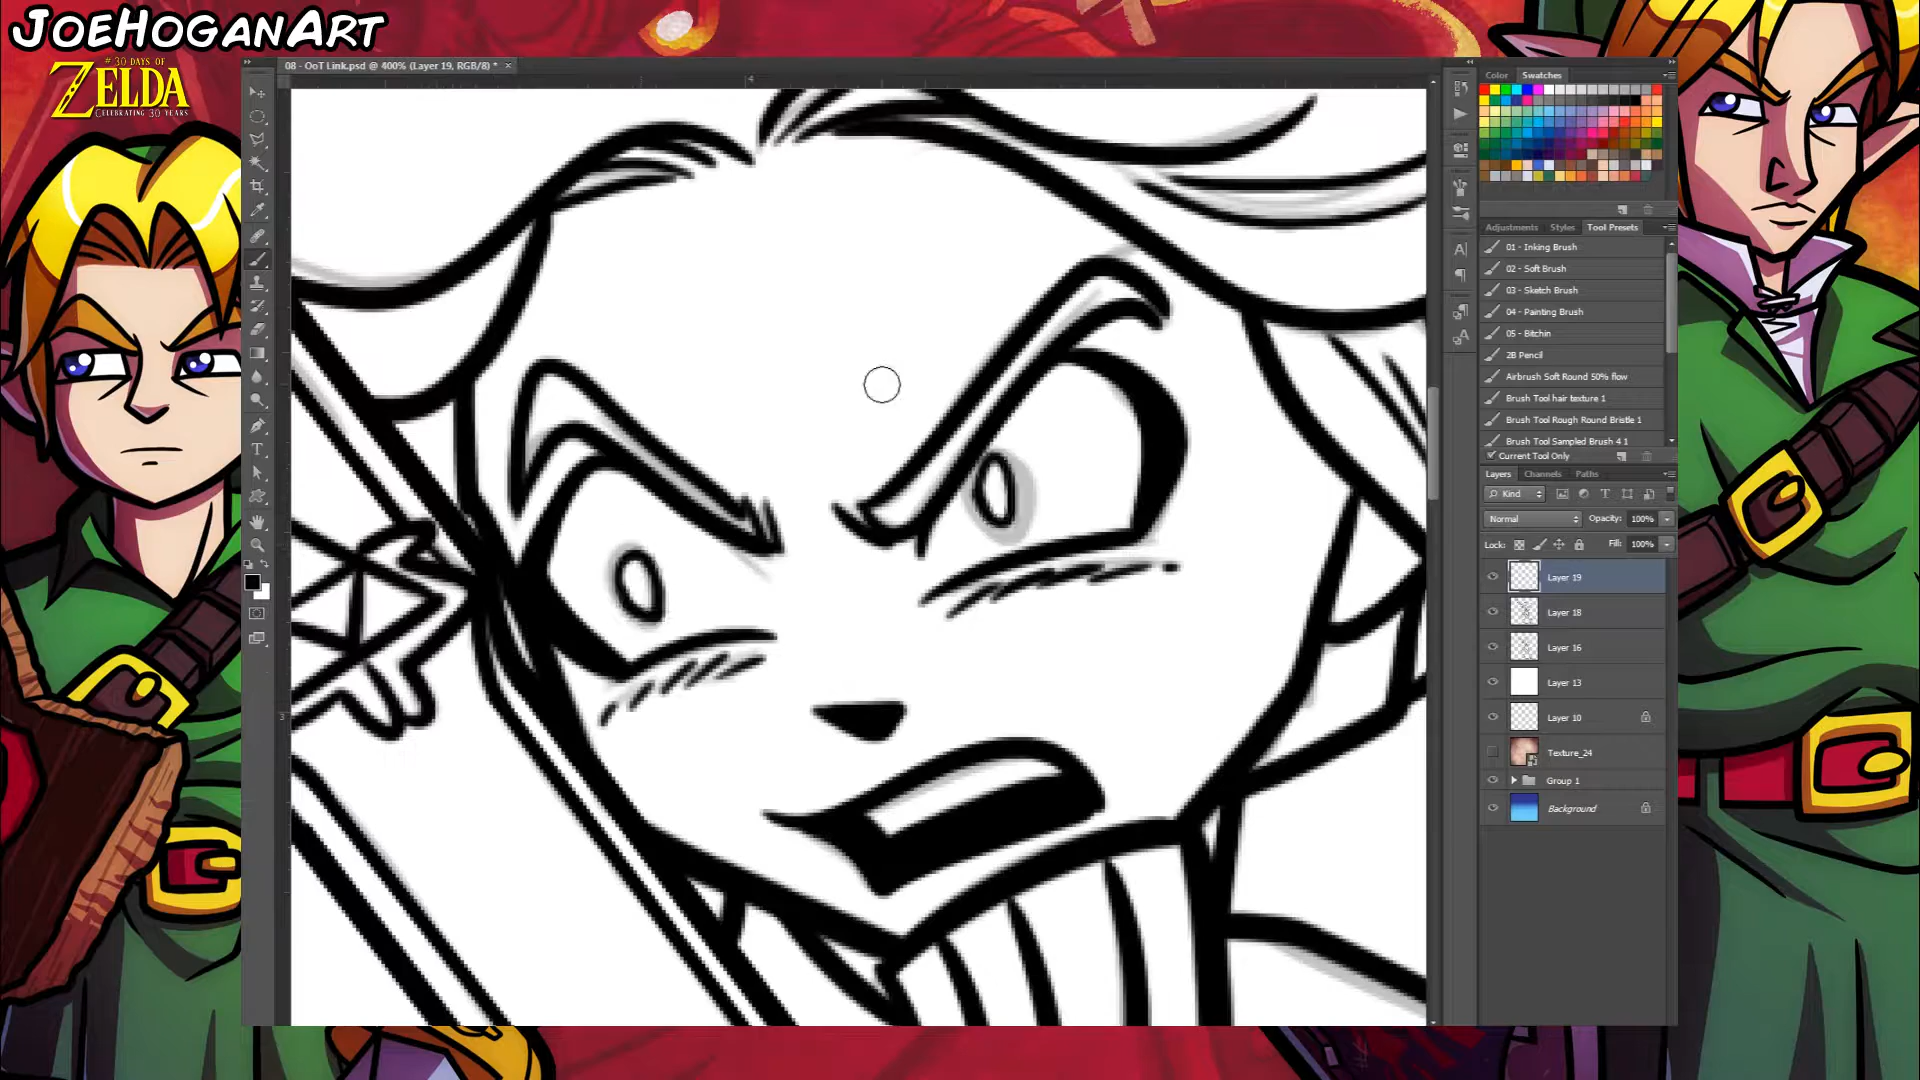 JOEHOGANART
# 30 DAYS OF
ZELDA
CELEBRATING 30 YEARS
08 - OoT Link.psd @ 400% (Layer 19, RGB/8) * ×
4
3
Color Swatches
Adjustments Styles Tool Presets
01 - Inking Brush
02 - Soft Brush
03 - Sketch Brush
04 - Painting Brush
05 - Bitchin
2B Pencil
Airbrush Soft Round 50% flow
Brush Tool hair texture 1
Brush Tool Rough Round Bristle 1
Brush Tool Sampled Brush 4 1
Current Tool Only
Layers Channels Paths
Kind
Normal Opacity: 100%
Lock: Fill: 100%
Layer 19
Layer 18
Layer 16
Layer 13
Layer 10
Texture_24
Group 1
Background